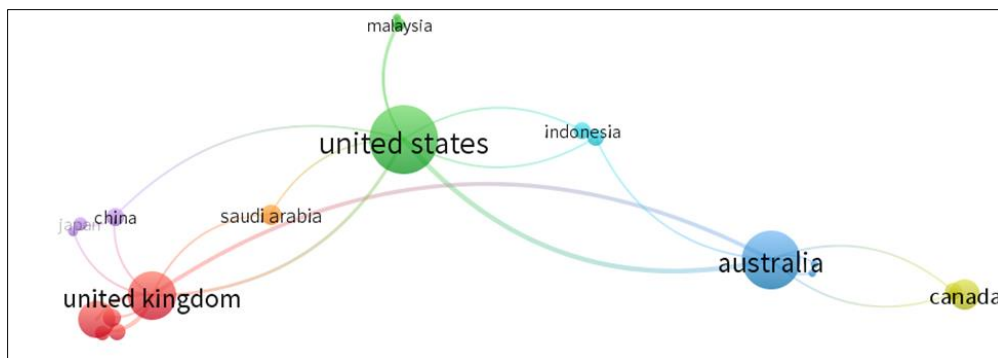 malaysia
united states
indonesia
japan
china
saudi arabia
australia
united kingdom
canada